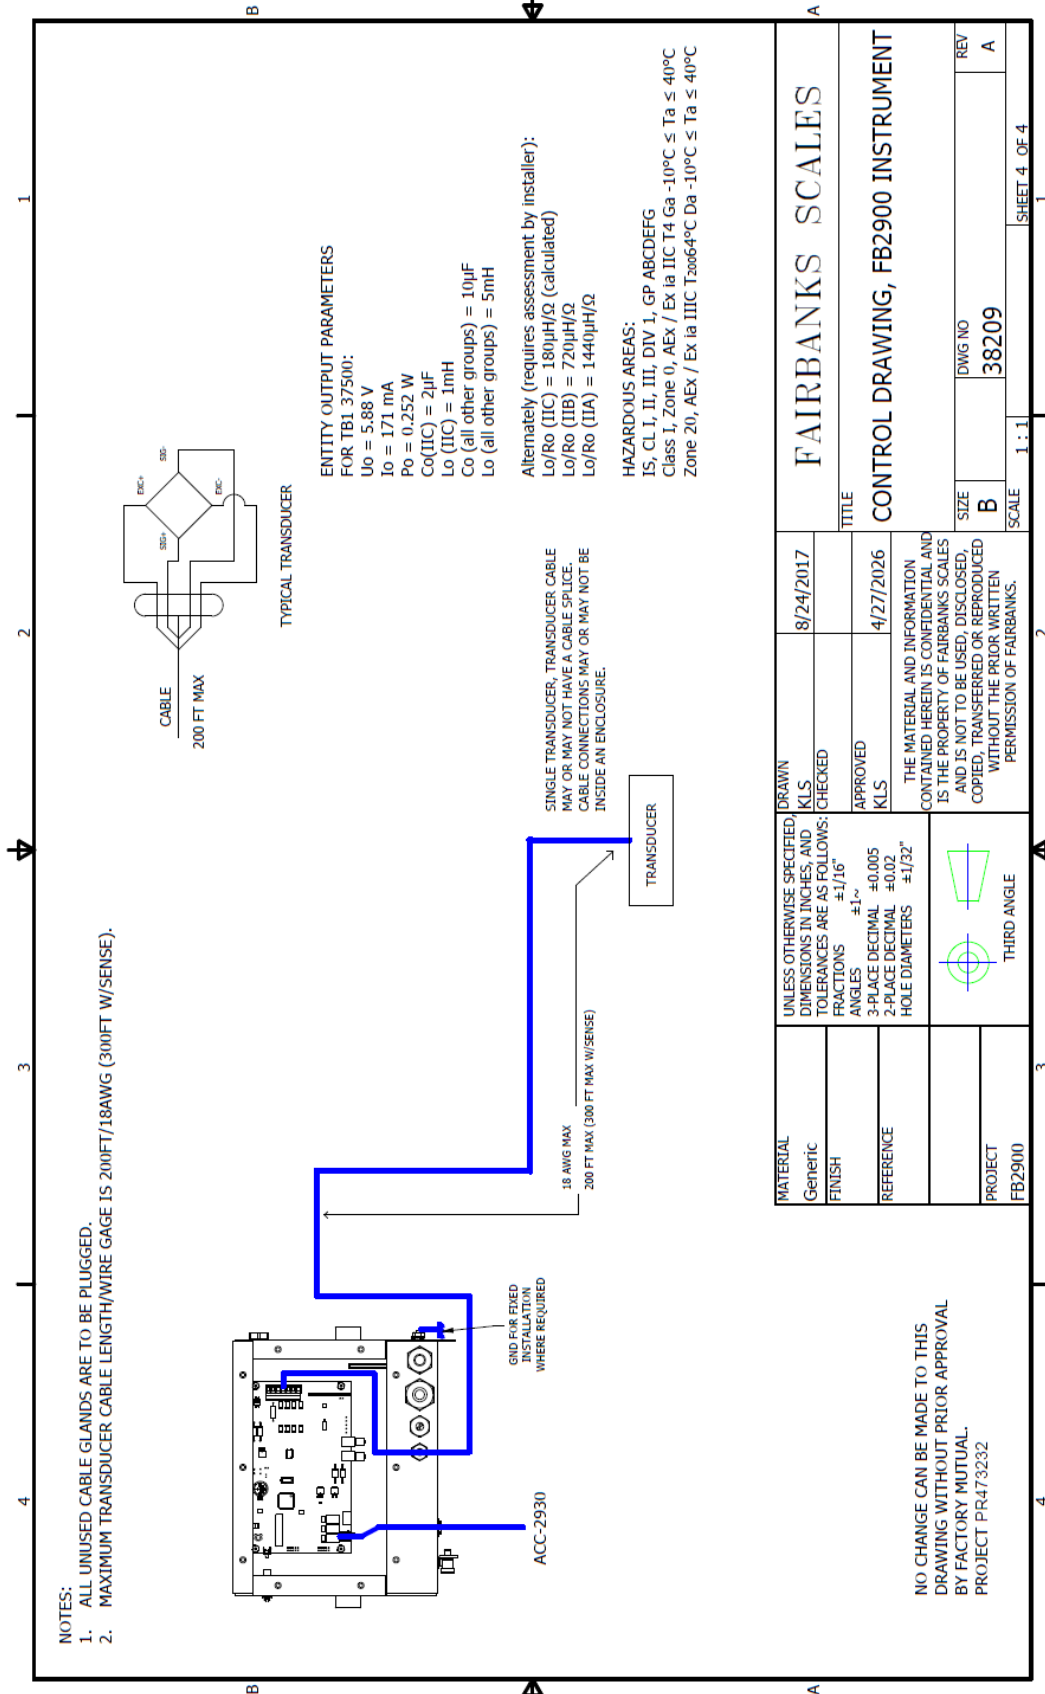 NOTES:
1. ALL UNUSED CABLE GLANDS ARE TO BE PLUGGED.
2. MAXIMUM TRANSDUCER CABLE LENGTH/WIRE GAGE IS 200FT/18AWG (300FT W/SENSE).
CABLE
200 FT MAX
EXC+
SIG-
SIG+
EXC-
TYPICAL TRANSDUCER
ENTITY OUTPUT PARAMETERS
FOR TB1 37500:
Uo = 5.88 V
Io = 171 mA
Po = 0.252 W
Co(IIC) = 2µF
Lo (IIC) = 1mH
Co (all other groups) = 10µF
Lo (all other groups) = 5mH
Alternately (requires assessment by installer):
Lo/Ro (IIC) = 180µH/Ω (calculated)
Lo/Ro (IIB) = 720µH/Ω
Lo/Ro (IIA) = 1440µH/Ω
HAZARDOUS AREAS:
IS, CL I, II, III, DIV 1, GP ABCDEFG
Class I, Zone 0, AEx / Ex ia IIC T4 Ga -10°C ≤ Ta ≤ 40°C
Zone 20, AEx / Ex ia IIIC T20064°C Da -10°C ≤ Ta ≤ 40°C
SINGLE TRANSDUCER, TRANSDUCER CABLE
MAY OR MAY NOT HAVE A CABLE SPLICE.
CABLE CONNECTIONS MAY OR MAY NOT BE
INSIDE AN ENCLOSURE.
TRANSDUCER
18 AWG MAX
200 FT MAX (300 FT MAX W/SENSE)
GND FOR FIXED
INSTALLATION
WHERE REQUIRED
ACC-2930
NO CHANGE CAN BE MADE TO THIS
DRAWING WITHOUT PRIOR APPROVAL
BY FACTORY MUTUAL.
PROJECT PR473232
MATERIAL
Generic
FINISH
REFERENCE
PROJECT
FB2900
UNLESS OTHERWISE SPECIFIED,
DIMENSIONS IN INCHES, AND
TOLERANCES ARE AS FOLLOWS:
FRACTIONS ±1/16"
ANGLES ±1~
3-PLACE DECIMAL ±0.005
2-PLACE DECIMAL ±0.02
HOLE DIAMETERS ±1/32"
THIRD ANGLE
DRAWN
KLS 8/24/2017
CHECKED
APPROVED
KLS 4/27/2026
THE MATERIAL AND INFORMATION
CONTAINED HEREIN IS CONFIDENTIAL AND
IS THE PROPERTY OF FAIRBANKS SCALES
AND IS NOT TO BE USED, DISCLOSED,
COPIED, TRANSFERRED OR REPRODUCED
WITHOUT THE PRIOR WRITTEN
PERMISSION OF FAIRBANKS.
FAIRBANKS SCALES
TITLE
CONTROL DRAWING, FB2900 INSTRUMENT
SIZE
B
DWG NO
38209
REV
A
SCALE
1 : 1
SHEET 4 OF 4
4
3
2
1
4
3
2
1
B
A
B
A